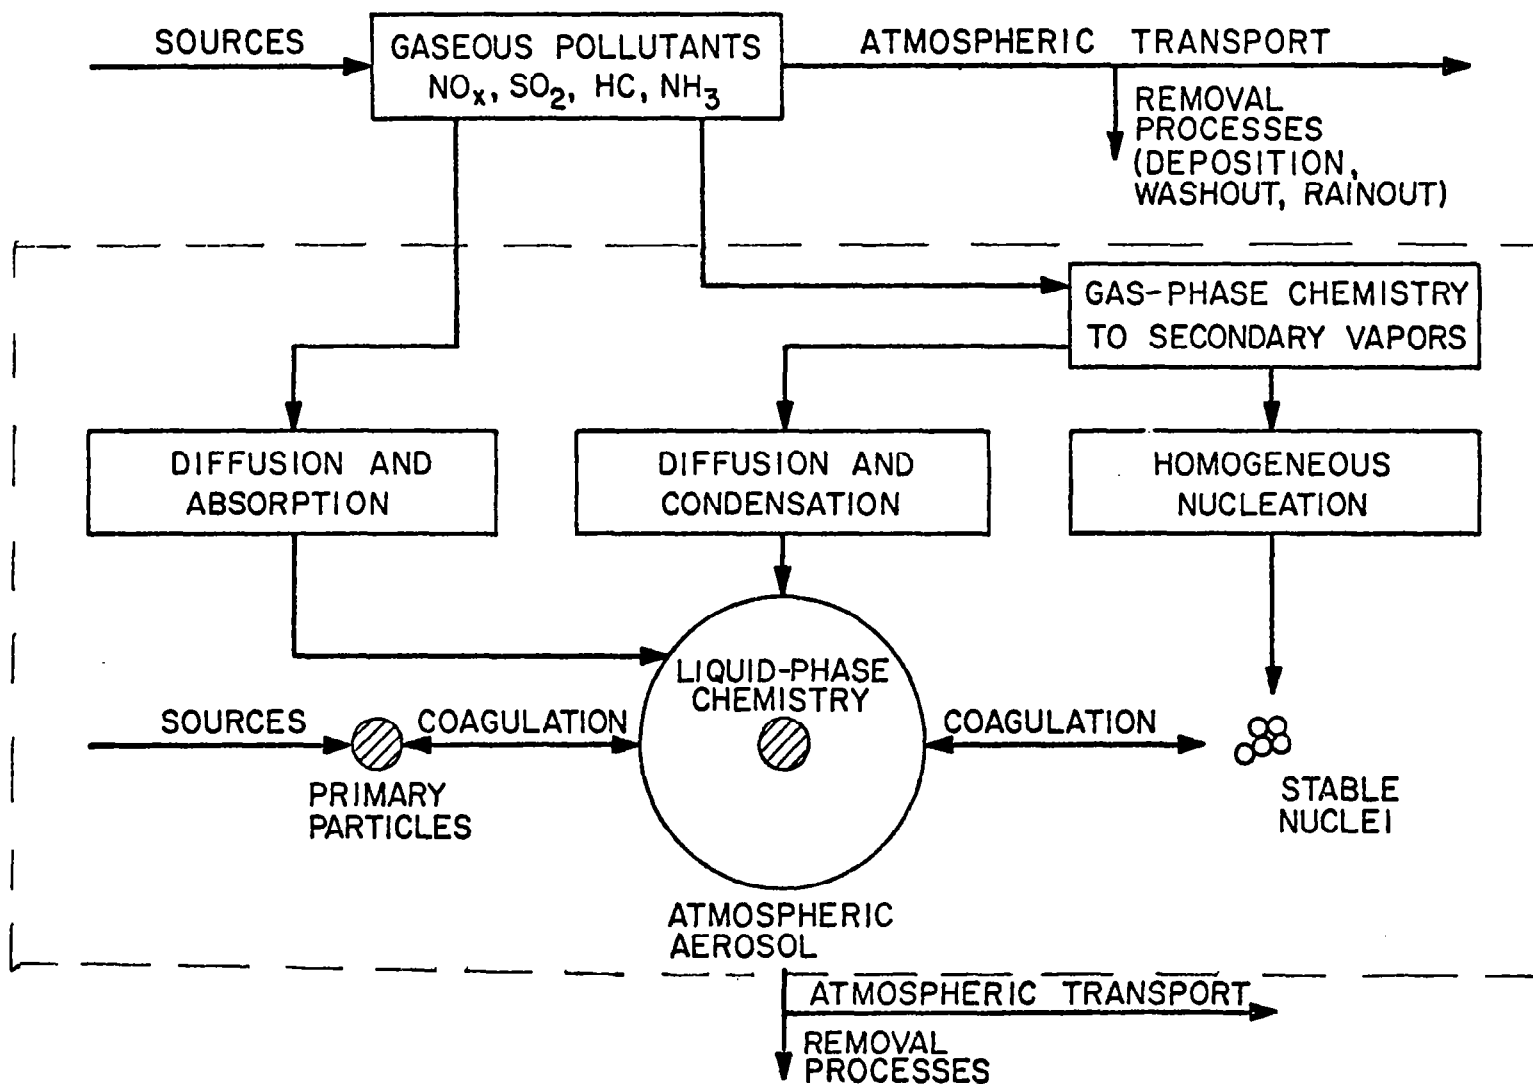 SOURCES
GASEOUS POLLUTANTS
NOx, SO2, HC, NH3
ATMOSPHERIC TRANSPORT
REMOVAL
PROCESSES
(DEPOSITION,
WASHOUT, RAINOUT)
GAS-PHASE CHEMISTRY
TO SECONDARY VAPORS
DIFFUSION AND
ABSORPTION
DIFFUSION AND
CONDENSATION
HOMOGENEOUS
NUCLEATION
LIQUID-PHASE
CHEMISTRY
SOURCES
COAGULATION
COAGULATION
PRIMARY
PARTICLES
STABLE
NUCLEI
ATMOSPHERIC
AEROSOL
ATMOSPHERIC TRANSPORT
REMOVAL
PROCESSES